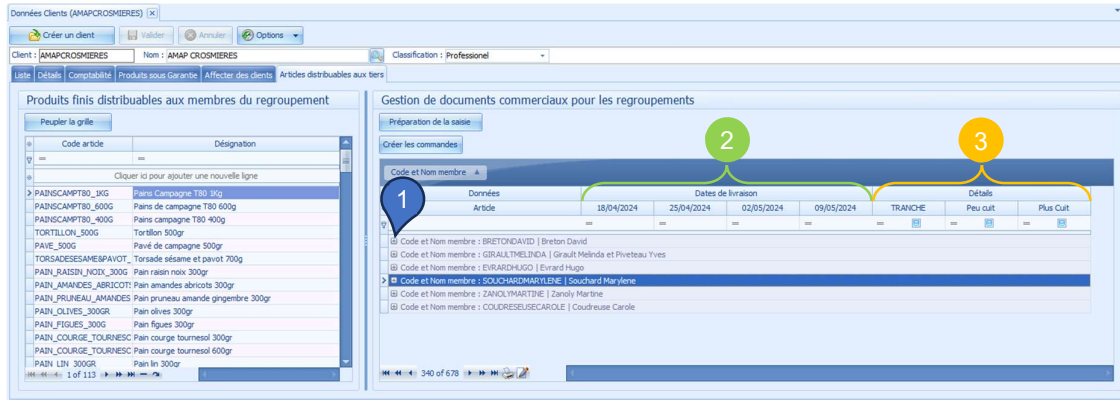 Données Clients (AMAPCROSMIERES)
Créer un client Valider Annuler Options
Client : AMAPCROSMIERES Nom : AMAP CROSMIERES Classification : Professionel
Liste Détails Comptabilité Produits sous Garantie Affecter des clients Articles distribuables aux tiers
Produits finis distribuables aux membres du regroupement
Peupler la grille
Code article Désignation
= =
Cliquer ici pour ajouter une nouvelle ligne
PAINSCAMPT80_1KG Pains Campagne T80 1Kg
PAINSCAMPT80_600G Pains de campagne T80 600g
PAINSCAMPT80_400G Pains campagne T80 400g
TORTILLON_500G Tortillon 500gr
PAVE_500G Pavé de campagne 500gr
TORSADESESAME&PAVOT_ Torsade sésame et pavot 700g
PAIN_RAISIN_NOIX_300G Pain raisin noix 300gr
PAIN_AMANDES_ABRICOTS Pain amandes abricots 300gr
PAIN_PRUNEAU_AMANDES Pain pruneau amande gingembre 300gr
PAIN_OLIVES_300GR Pain olives 300gr
PAIN_FIGUES_300G Pain figues 300gr
PAIN_COURGE_TOURNESC Pain courge tournesol 300gr
PAIN_COURGE_TOURNESC Pain courge tournesol 600gr
PAIN LIN 300GR Pain lin 300gr
1 of 113
Gestion de documents commerciaux pour les regroupements
Préparation de la saisie
Créer les commandes
2
3
Code et Nom membre
1
Données Dates de livraison Détails
Article 18/04/2024 25/04/2024 02/05/2024 09/05/2024 TRANCHE Peu cuit Plus Cuit
= = = = = = =
Code et Nom membre : BRETONDAVID | Breton David
Code et Nom membre : GIRAULTMELINDA | Girault Melinda et Piveteau Yves
Code et Nom membre : EVRARDHUGO | Evrard Hugo
Code et Nom membre : SOUCHARDMARYLENE | Souchard Marylene
Code et Nom membre : ZANOLYMARTINE | Zanoly Martine
Code et Nom membre : COUDRESEUSECAROLE | Coudreuse Carole
340 of 678